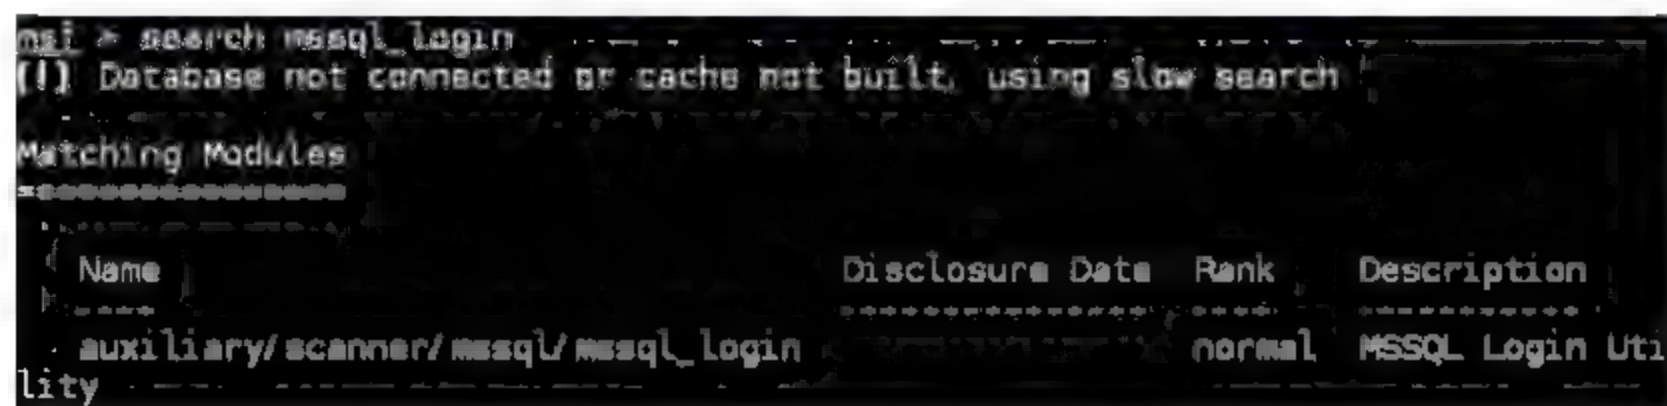 msf > search mssql_login
[!] Database not connected or cache not built, using slow search
Matching Modules
================
Name Disclosure Date Rank Description
---- --------------- ---- -----------
auxiliary/scanner/mssql/mssql_login normal MSSQL Login Uti
lity